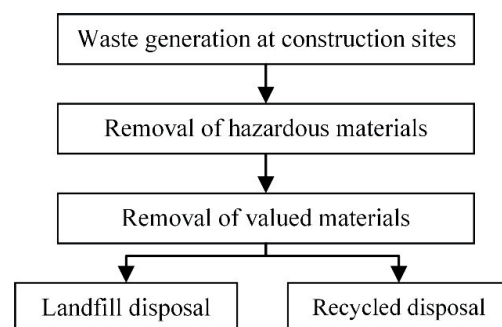 Waste generation at construction sites
Removal of hazardous materials
Removal of valued materials
Landfill disposal
Recycled disposal